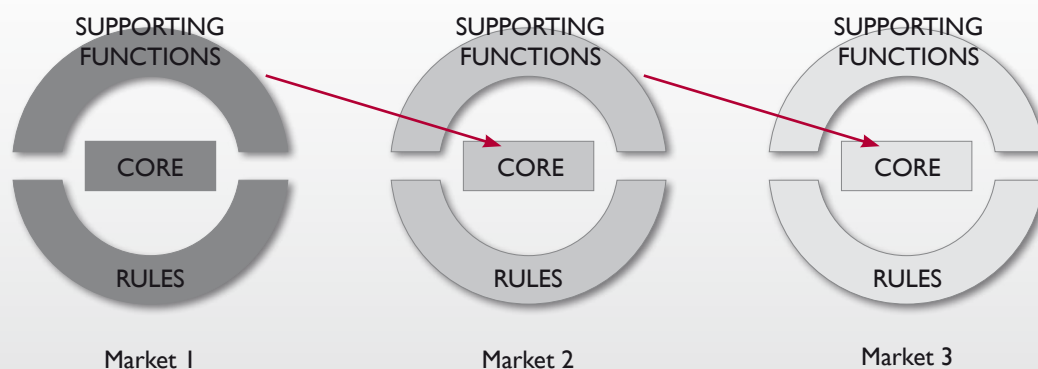 SUPPORTING
FUNCTIONS
CORE
RULES
Market 1
SUPPORTING
FUNCTIONS
CORE
RULES
Market 2
SUPPORTING
FUNCTIONS
CORE
RULES
Market 3